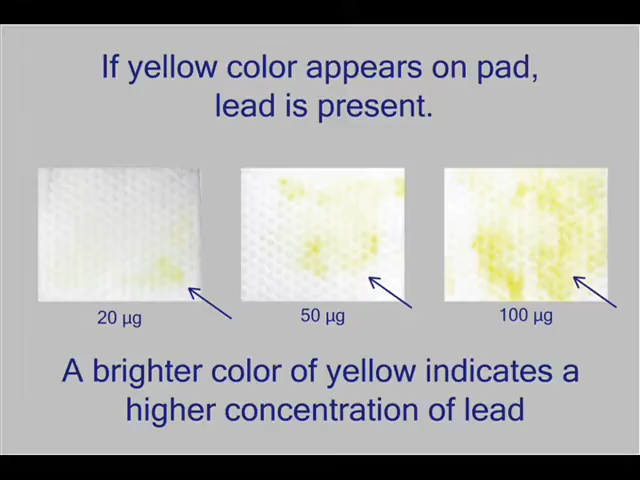 If yellow color appears on pad,
lead is present.
20 µg
50 µg
100 µg
A brighter color of yellow indicates a
higher concentration of lead